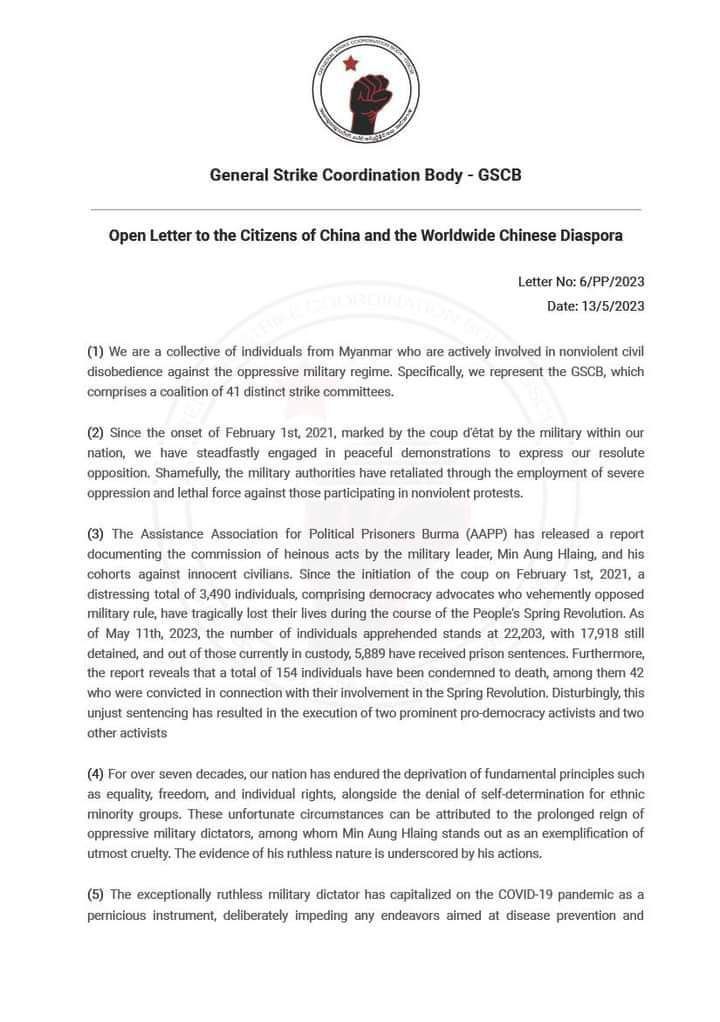 GENERAL STRIKE COORDINATION BODY - GSCB
General Strike Coordination Body - GSCB
Open Letter to the Citizens of China and the Worldwide Chinese Diaspora
Letter No: 6/PP/2023
Date: 13/5/2023
(1) We are a collective of individuals from Myanmar who are actively involved in nonviolent civil
disobedience against the oppressive military regime. Specifically, we represent the GSCB, which
comprises a coalition of 41 distinct strike committees.
(2) Since the onset of February 1st, 2021, marked by the coup d'état by the military within our
nation, we have steadfastly engaged in peaceful demonstrations to express our resolute
opposition. Shamefully, the military authorities have retaliated through the employment of severe
oppression and lethal force against those participating in nonviolent protests.
(3) The Assistance Association for Political Prisoners Burma (AAPP) has released a report
documenting the commission of heinous acts by the military leader, Min Aung Hlaing, and his
cohorts against innocent civilians. Since the initiation of the coup on February 1st, 2021, a
distressing total of 3,490 individuals, comprising democracy advocates who vehemently opposed
military rule, have tragically lost their lives during the course of the People's Spring Revolution. As
of May 11th, 2023, the number of individuals apprehended stands at 22,203, with 17,918 still
detained, and out of those currently in custody, 5,889 have received prison sentences. Furthermore,
the report reveals that a total of 154 individuals have been condemned to death, among them 42
who were convicted in connection with their involvement in the Spring Revolution. Disturbingly, this
unjust sentencing has resulted in the execution of two prominent pro-democracy activists and two
other activists
(4) For over seven decades, our nation has endured the deprivation of fundamental principles such
as equality, freedom, and individual rights, alongside the denial of self-determination for ethnic
minority groups. These unfortunate circumstances can be attributed to the prolonged reign of
oppressive military dictators, among whom Min Aung Hlaing stands out as an exemplification of
utmost cruelty. The evidence of his ruthless nature is underscored by his actions.
(5) The exceptionally ruthless military dictator has capitalized on the COVID-19 pandemic as a
pernicious instrument, deliberately impeding any endeavors aimed at disease prevention and